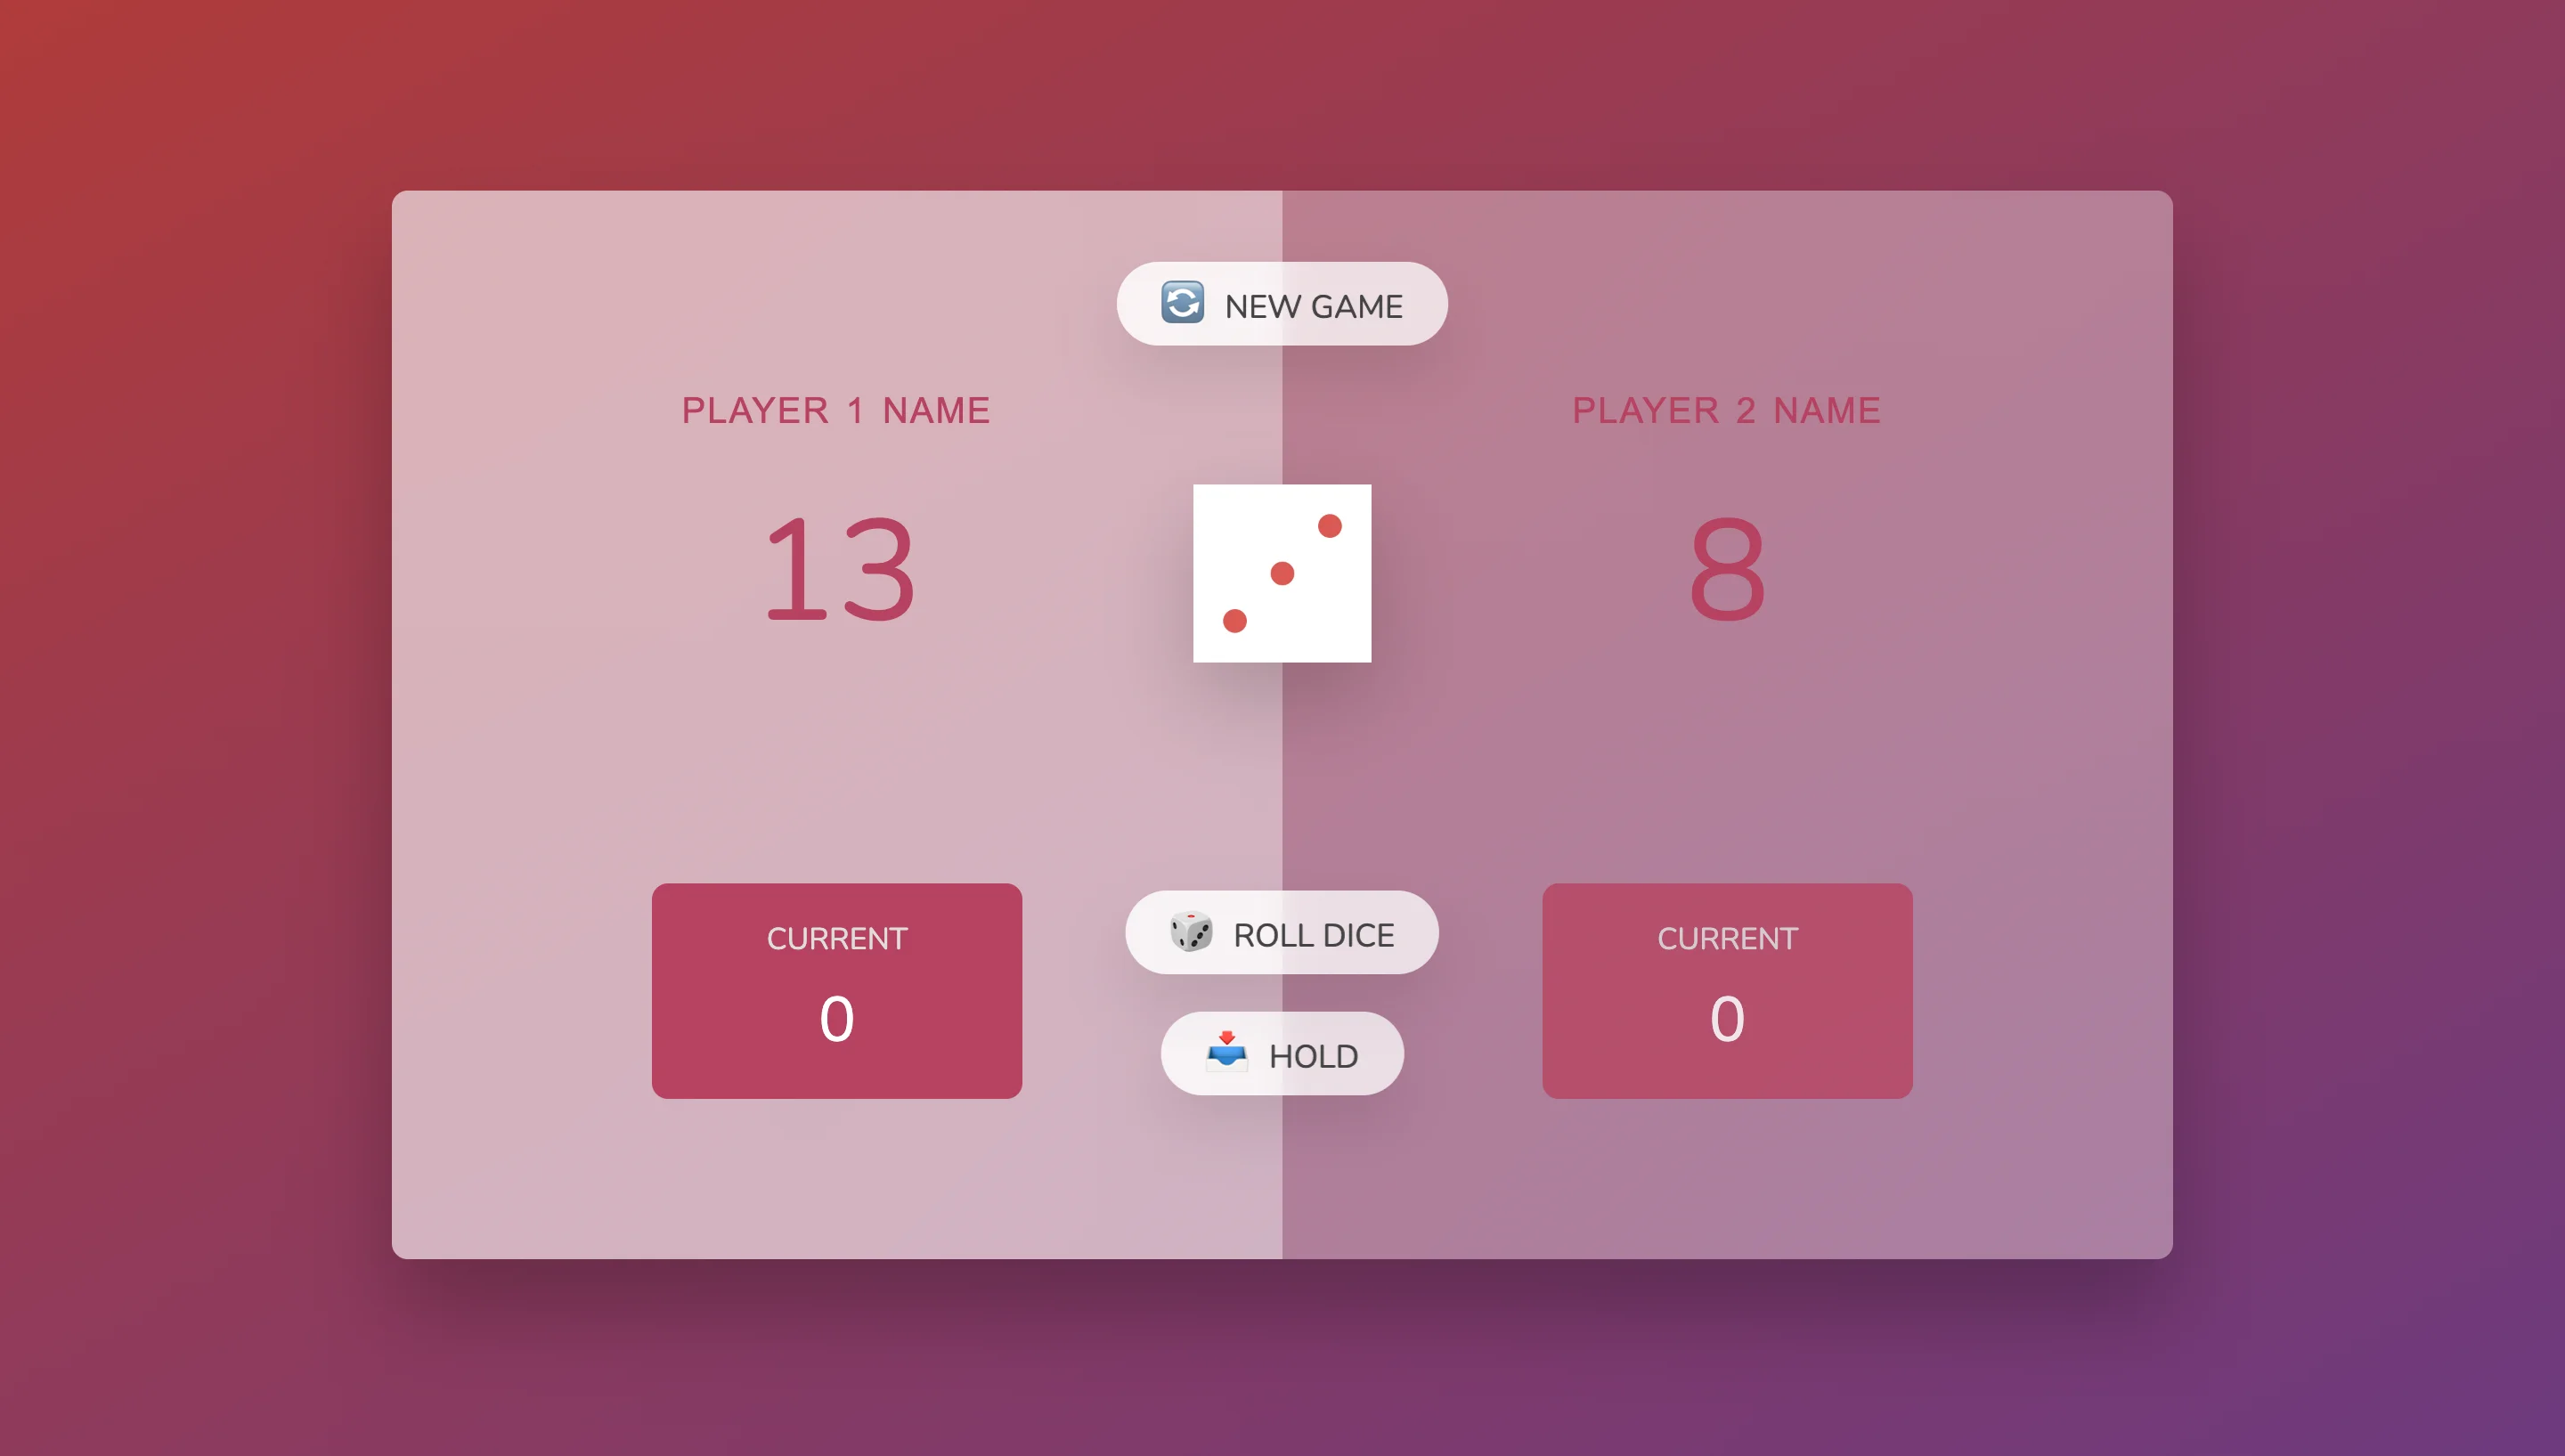 NEW GAME
PLAYER 1 NAME
13
CURRENT
0
PLAYER 2 NAME
8
CURRENT
0
ROLL DICE
HOLD